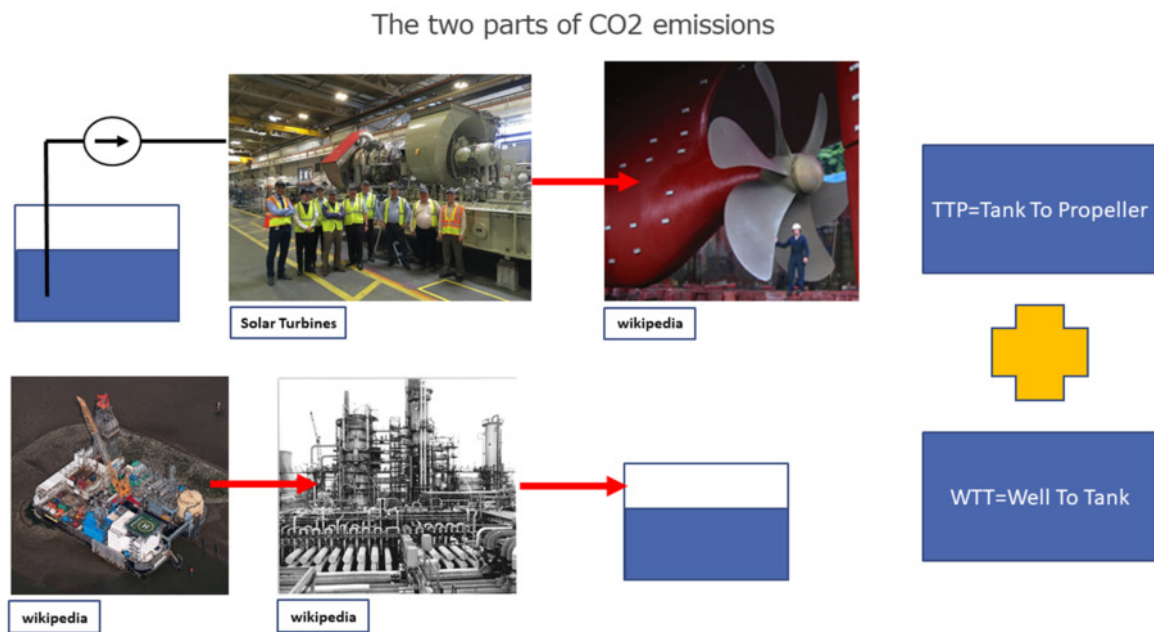 The two parts of CO2 emissions
Solar Turbines
wikipedia
TTP=Tank To Propeller
wikipedia
wikipedia
WTT=Well To Tank